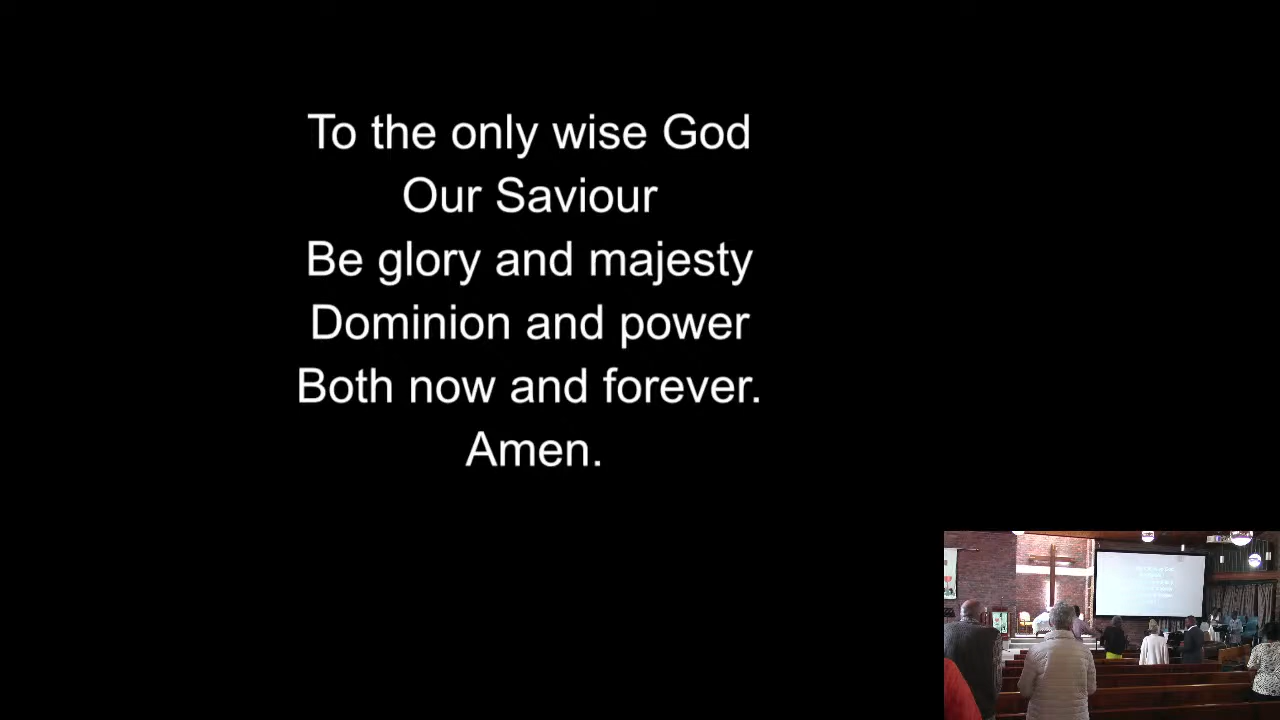 To the only wise God
Our Saviour
Be glory and majesty
Dominion and power
Both now and forever.
Amen.